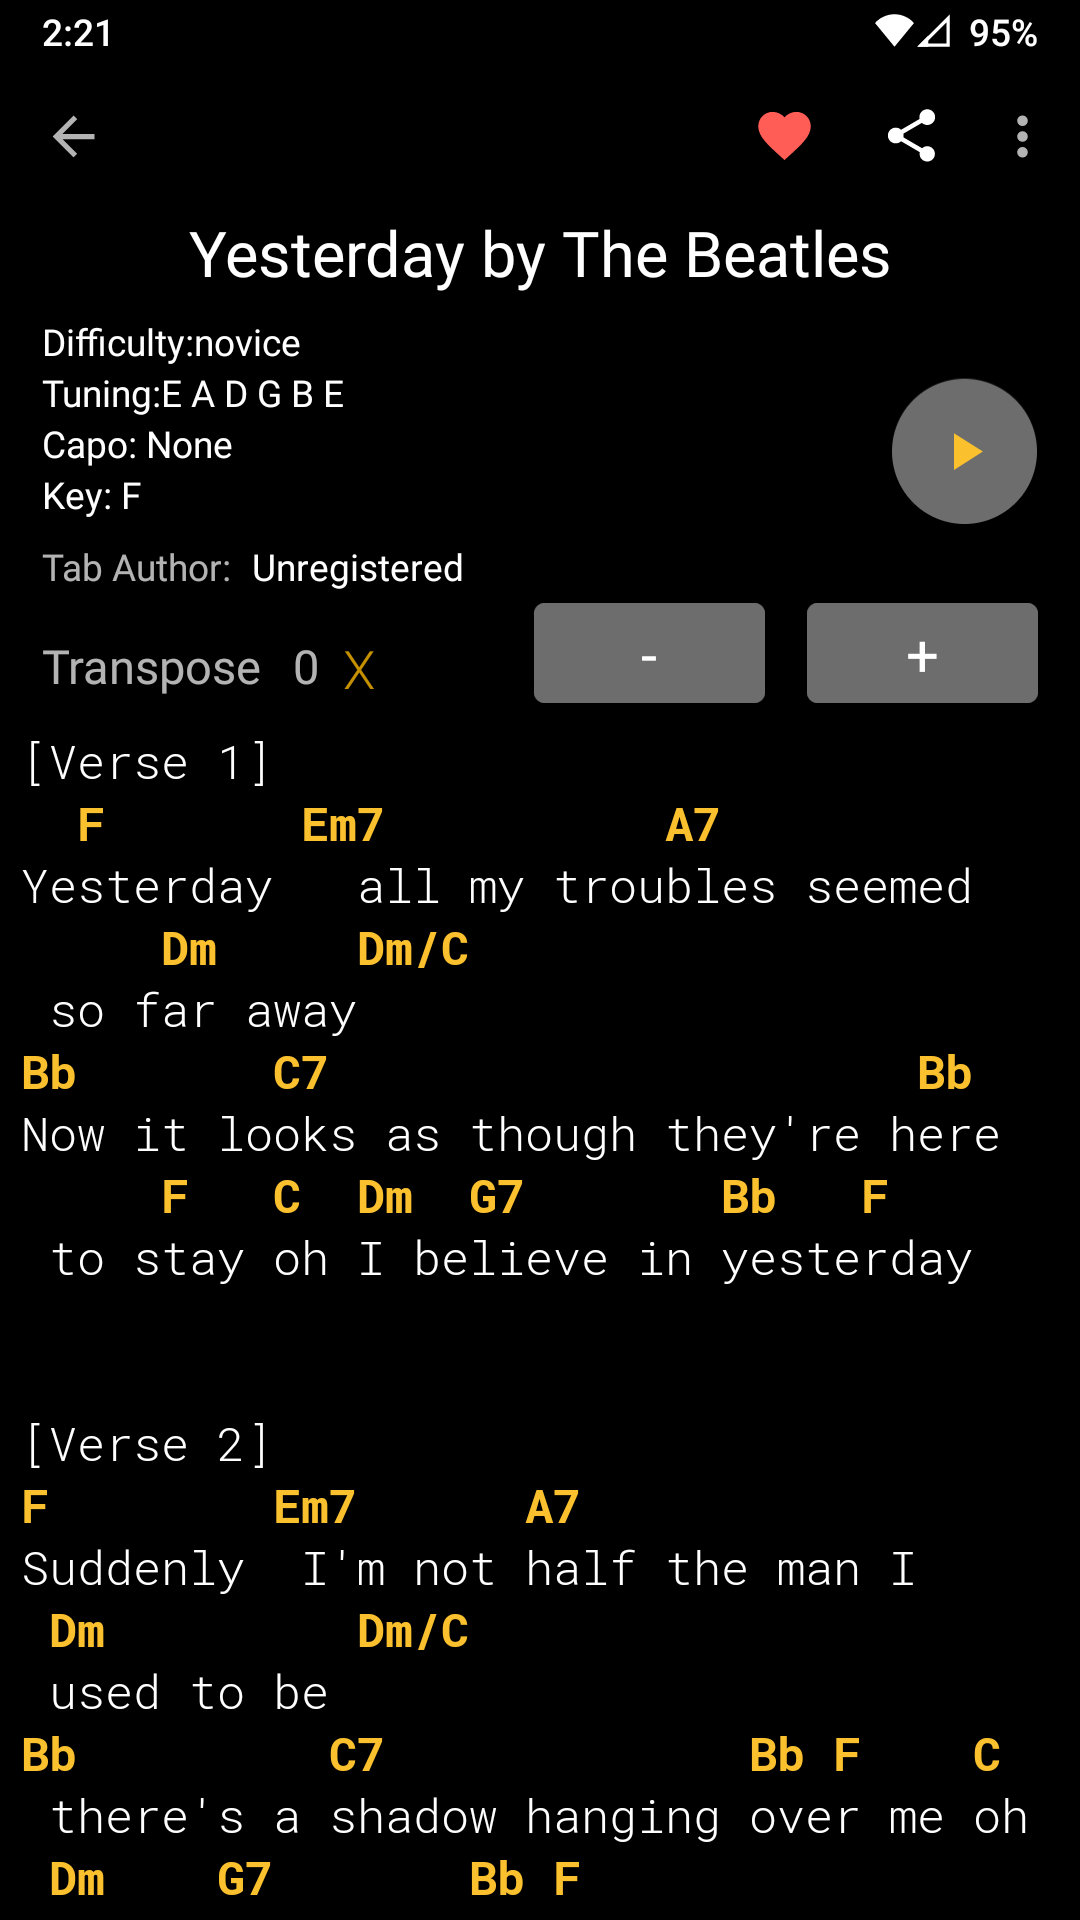 2:21 95%
Yesterday by The Beatles
Difficulty:novice
Tuning:E A D G B E
Capo: None
Key: F
Tab Author: Unregistered
Transpose 0 X - +
[Verse 1]
  F       Em7          A7
Yesterday   all my troubles seemed
     Dm     Dm/C
 so far away
Bb       C7                     Bb
Now it looks as though they're here
     F   C  Dm  G7       Bb   F
 to stay oh I believe in yesterday
[Verse 2]
F        Em7      A7
Suddenly  I'm not half the man I
 Dm         Dm/C
 used to be
Bb         C7             Bb F    C
 there's a shadow hanging over me oh
 Dm    G7       Bb F